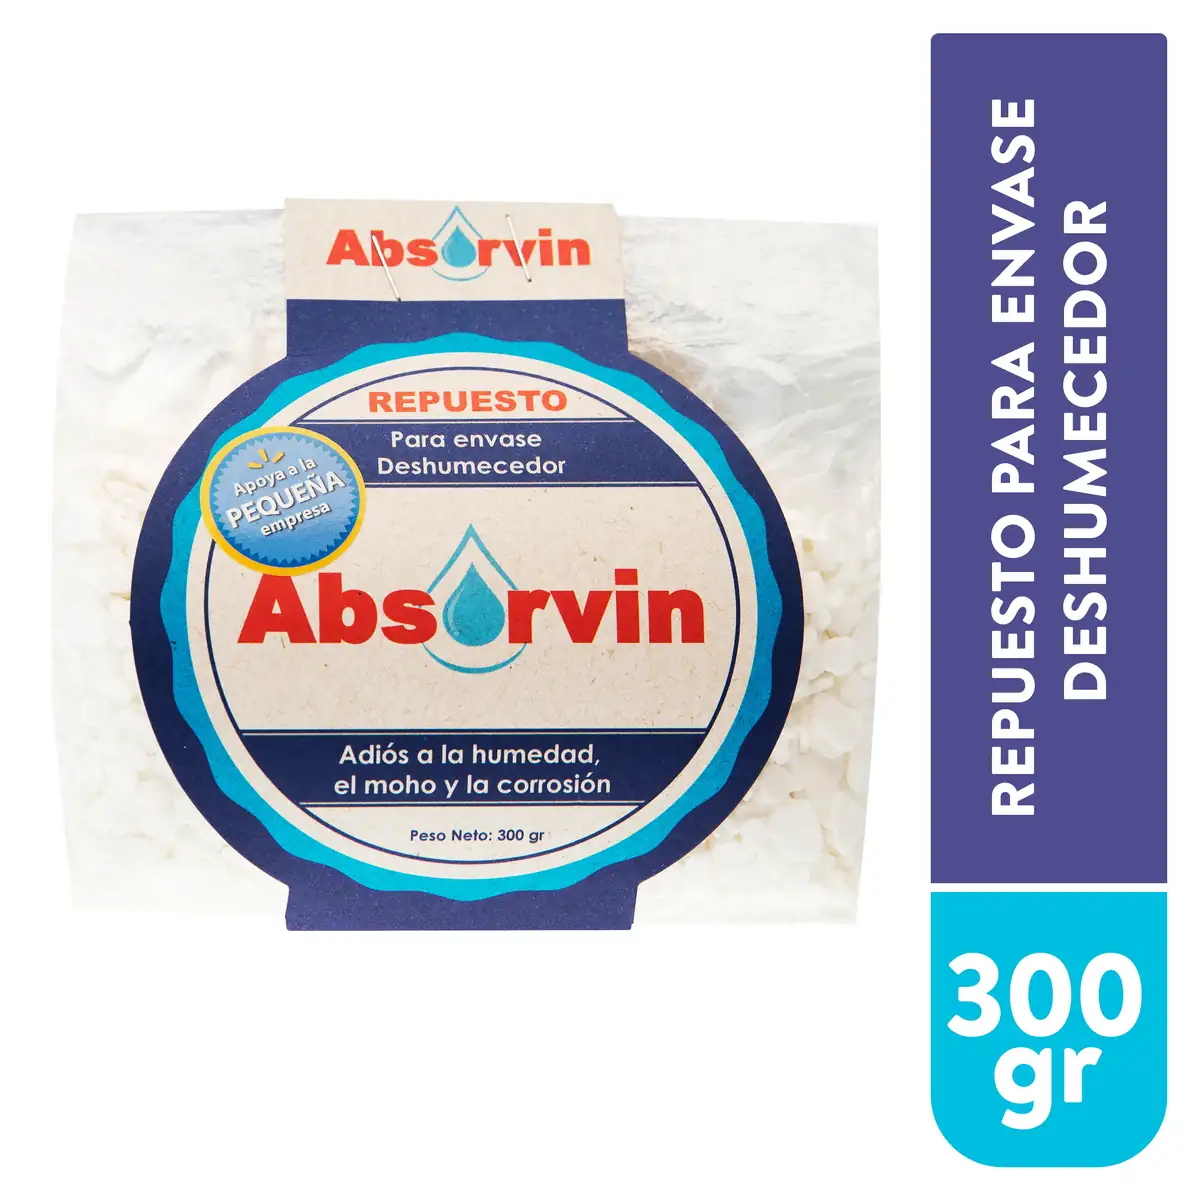 Absorvin
REPUESTO
Para envase
Deshumecedor
Apoya a la
PEQUEÑA
empresa
Absorvin
Adiós a la humedad,
el moho y la corrosión
Peso Neto: 300 gr
REPUESTO PARA ENVASE
DESHUMECEDOR
300
gr